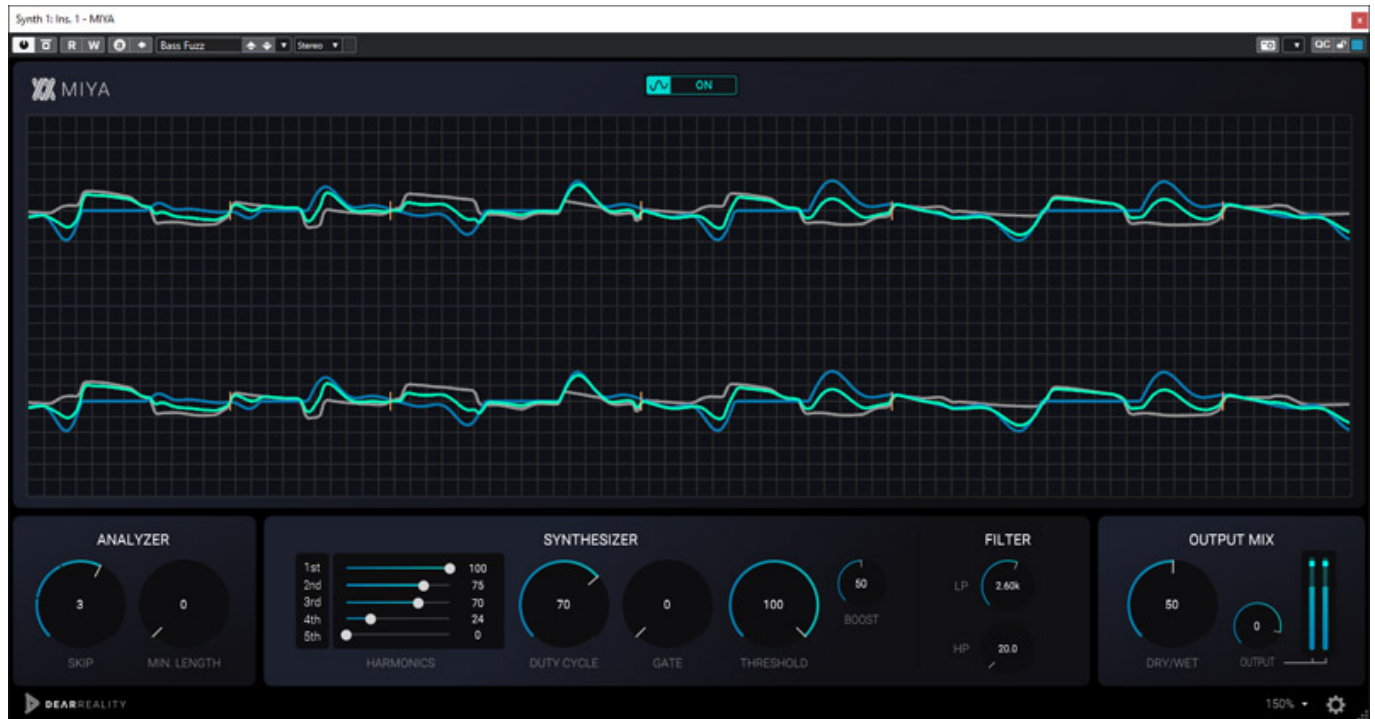 Synth 1: Ins. 1 - MIYA
x
R W a Bass Fuzz Stereo QC
MIYA
ON
ANALYZER
3
0
SKIP
MIN. LENGTH
SYNTHESIZER
1st 100
2nd 75
3rd 70
4th 24
5th 0
HARMONICS
70
DUTY CYCLE
0
GATE
100
THRESHOLD
50
BOOST
FILTER
LP 2.60k
HP 20.0
OUTPUT MIX
50
DRY/WET
0
OUTPUT
DEARREALITY
150%